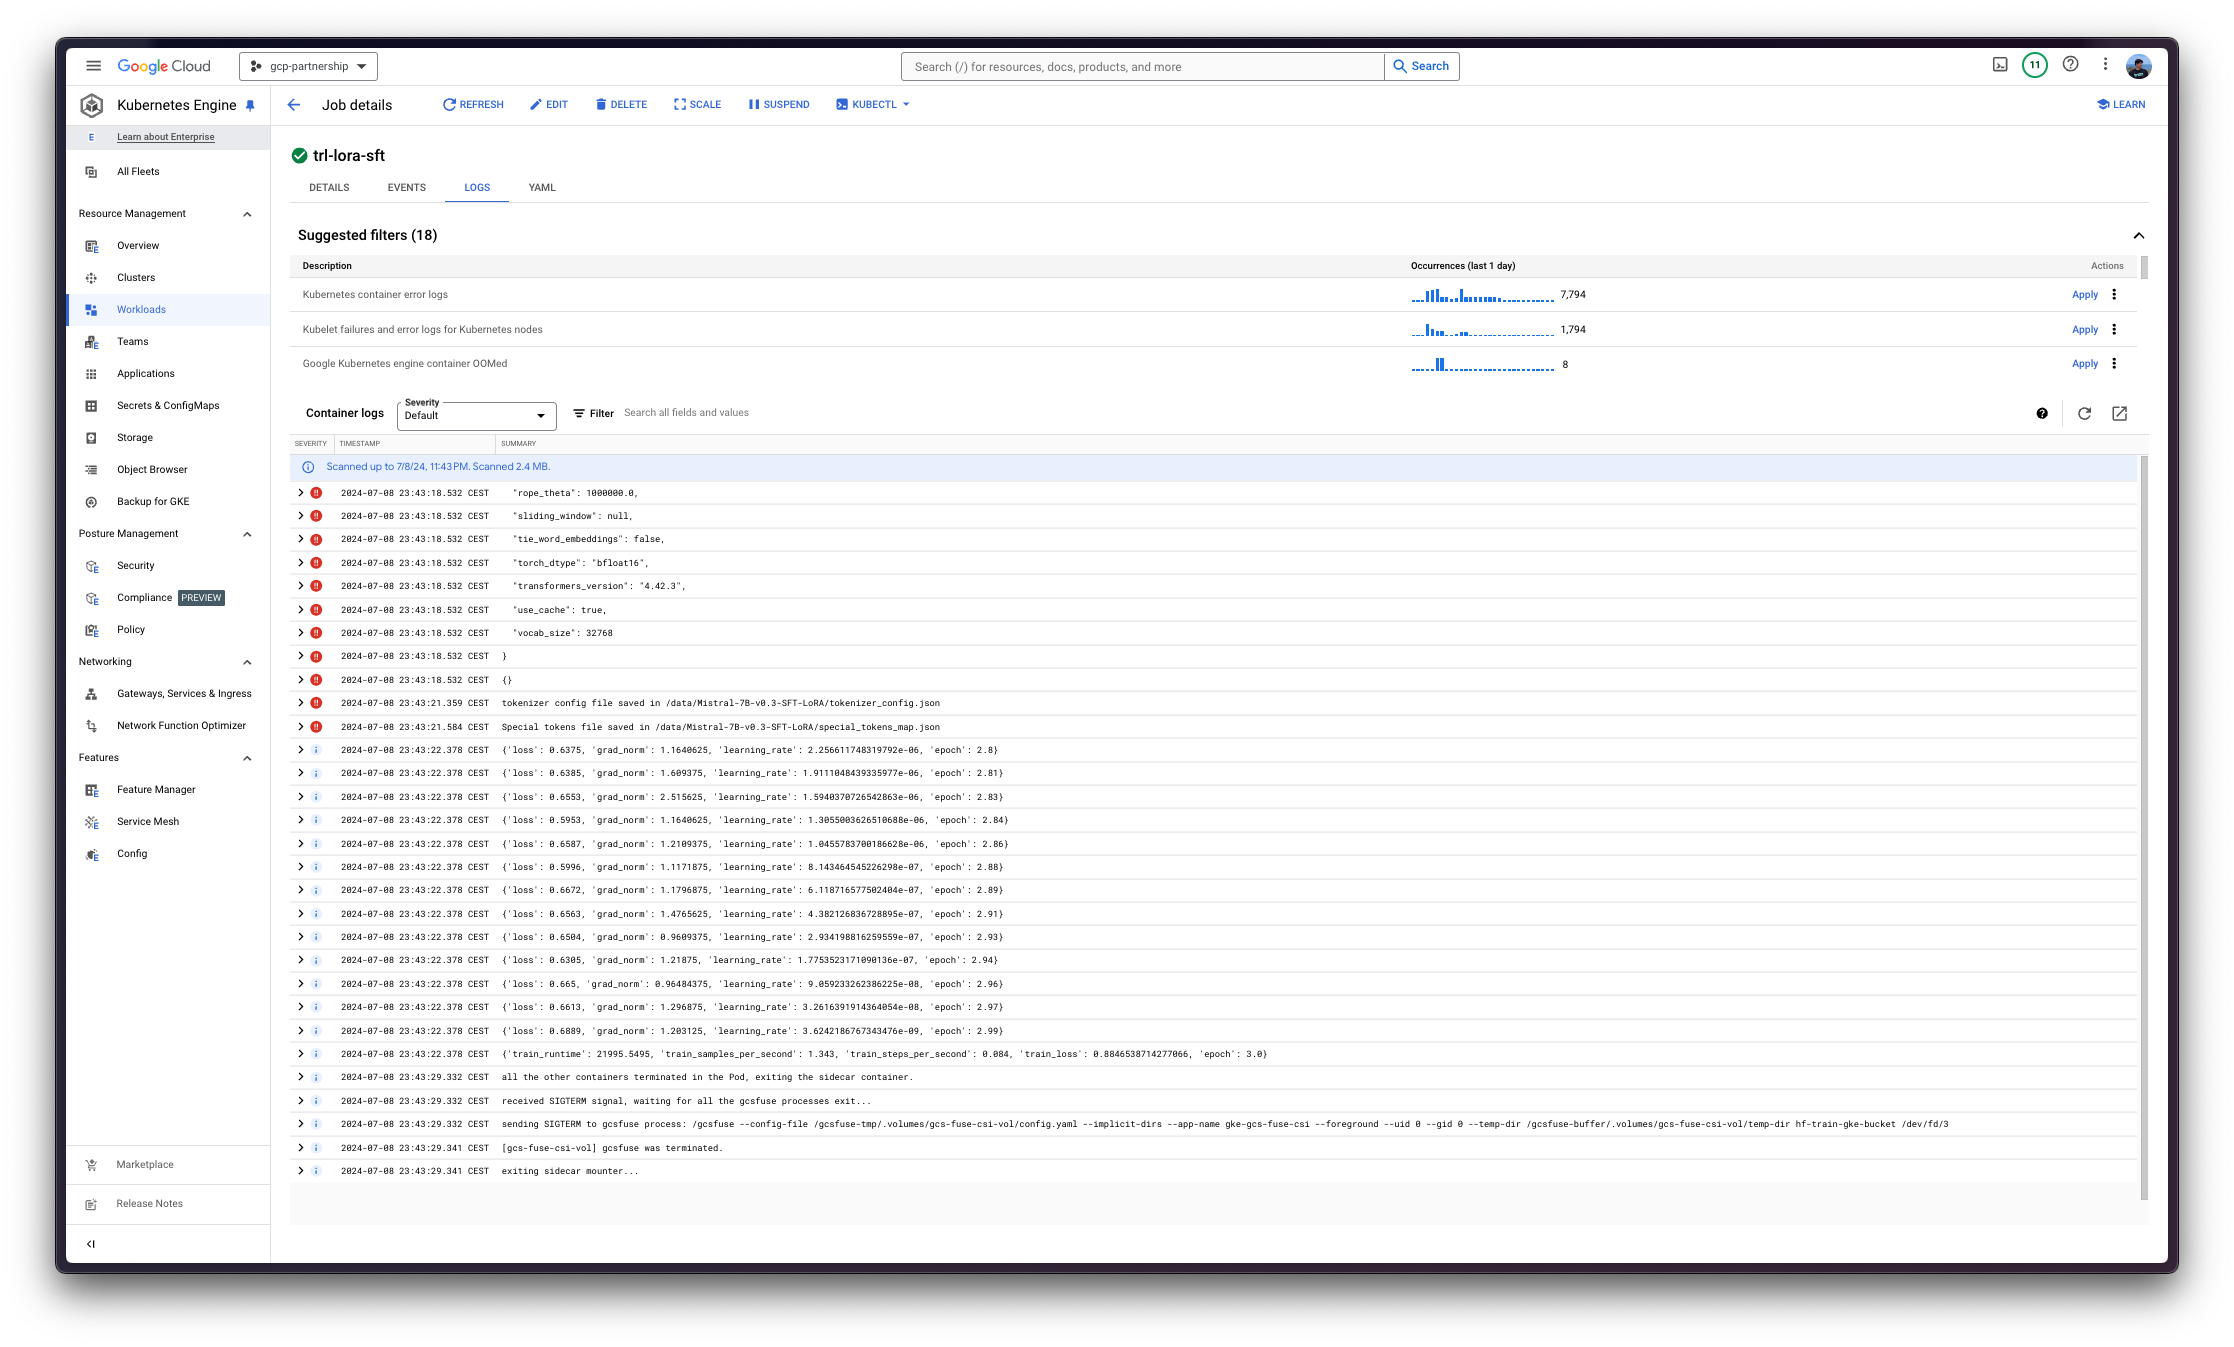 Google Cloud
gcp-partnership
Search (/) for resources, docs, products, and more
Search
11
Kubernetes Engine
Job details
REFRESH
EDIT
DELETE
SCALE
SUSPEND
KUBECTL
LEARN
E Learn about Enterprise
All Fleets
Resource Management
Overview
Clusters
Workloads
Teams
Applications
Secrets & ConfigMaps
Storage
Object Browser
Backup for GKE
Posture Management
Security
Compliance PREVIEW
Policy
Networking
Gateways, Services & Ingress
Network Function Optimizer
Features
Feature Manager
Service Mesh
Config
Marketplace
Release Notes
trl-lora-sft
DETAILS EVENTS LOGS YAML
Suggested filters (18)
Description Occurrences (last 1 day) Actions
Kubernetes container error logs 7,794 Apply
Kubelet failures and error logs for Kubernetes nodes 1,794 Apply
Google Kubernetes engine container OOMed 8 Apply
Container logs Severity Default Filter Search all fields and values
SEVERITY TIMESTAMP SUMMARY
Scanned up to 7/8/24, 11:43 PM. Scanned 2.4 MB.
2024-07-08 23:43:18.532 CEST "rope_theta": 1000000.0,
2024-07-08 23:43:18.532 CEST "sliding_window": null,
2024-07-08 23:43:18.532 CEST "tie_word_embeddings": false,
2024-07-08 23:43:18.532 CEST "torch_dtype": "bfloat16",
2024-07-08 23:43:18.532 CEST "transformers_version": "4.42.3",
2024-07-08 23:43:18.532 CEST "use_cache": true,
2024-07-08 23:43:18.532 CEST "vocab_size": 32768
2024-07-08 23:43:18.532 CEST }
2024-07-08 23:43:18.532 CEST {}
2024-07-08 23:43:21.359 CEST tokenizer config file saved in /data/Mistral-7B-v0.3-SFT-LoRA/tokenizer_config.json
2024-07-08 23:43:21.584 CEST Special tokens file saved in /data/Mistral-7B-v0.3-SFT-LoRA/special_tokens_map.json
2024-07-08 23:43:22.378 CEST {'loss': 0.6375, 'grad_norm': 1.1640625, 'learning_rate': 2.256611748319792e-06, 'epoch': 2.8}
2024-07-08 23:43:22.378 CEST {'loss': 0.6385, 'grad_norm': 1.609375, 'learning_rate': 1.9111048439335977e-06, 'epoch': 2.81}
2024-07-08 23:43:22.378 CEST {'loss': 0.6553, 'grad_norm': 2.515625, 'learning_rate': 1.5940370726542863e-06, 'epoch': 2.83}
2024-07-08 23:43:22.378 CEST {'loss': 0.5953, 'grad_norm': 1.1640625, 'learning_rate': 1.3055003626510688e-06, 'epoch': 2.84}
2024-07-08 23:43:22.378 CEST {'loss': 0.6587, 'grad_norm': 1.2109375, 'learning_rate': 1.0455783700186628e-06, 'epoch': 2.86}
2024-07-08 23:43:22.378 CEST {'loss': 0.5996, 'grad_norm': 1.1171875, 'learning_rate': 8.143464545226298e-07, 'epoch': 2.88}
2024-07-08 23:43:22.378 CEST {'loss': 0.6672, 'grad_norm': 1.1796875, 'learning_rate': 6.118716577502404e-07, 'epoch': 2.89}
2024-07-08 23:43:22.378 CEST {'loss': 0.6563, 'grad_norm': 1.4765625, 'learning_rate': 4.382126836728895e-07, 'epoch': 2.91}
2024-07-08 23:43:22.378 CEST {'loss': 0.6504, 'grad_norm': 0.9609375, 'learning_rate': 2.934198816259559e-07, 'epoch': 2.93}
2024-07-08 23:43:22.378 CEST {'loss': 0.6305, 'grad_norm': 1.21875, 'learning_rate': 1.7753523171090136e-07, 'epoch': 2.94}
2024-07-08 23:43:22.378 CEST {'loss': 0.665, 'grad_norm': 0.96484375, 'learning_rate': 9.059233262386225e-08, 'epoch': 2.96}
2024-07-08 23:43:22.378 CEST {'loss': 0.6613, 'grad_norm': 1.296875, 'learning_rate': 3.2616391914364054e-08, 'epoch': 2.97}
2024-07-08 23:43:22.378 CEST {'loss': 0.6889, 'grad_norm': 1.203125, 'learning_rate': 3.6242186767343476e-09, 'epoch': 2.99}
2024-07-08 23:43:22.378 CEST {'train_runtime': 21995.5495, 'train_samples_per_second': 1.343, 'train_steps_per_second': 0.084, 'train_loss': 0.8846538714277066, 'epoch': 3.0}
2024-07-08 23:43:29.332 CEST all the other containers terminated in the Pod, exiting the sidecar container.
2024-07-08 23:43:29.332 CEST received SIGTERM signal, waiting for all the gcsfuse processes exit...
2024-07-08 23:43:29.332 CEST sending SIGTERM to gcsfuse process: /gcsfuse --config-file /gcsfuse-tmp/.volumes/gcs-fuse-csi-vol/config.yaml --implicit-dirs --app-name gke-gcs-fuse-csi --foreground --uid 0 --gid 0 --temp-dir /gcsfuse-buffer/.volumes/gcs-fuse-csi-vol/temp-dir hf-train-gke-bucket /dev/fd/3
2024-07-08 23:43:29.341 CEST [gcs-fuse-csi-vol] gcsfuse was terminated.
2024-07-08 23:43:29.341 CEST exiting sidecar mounter...